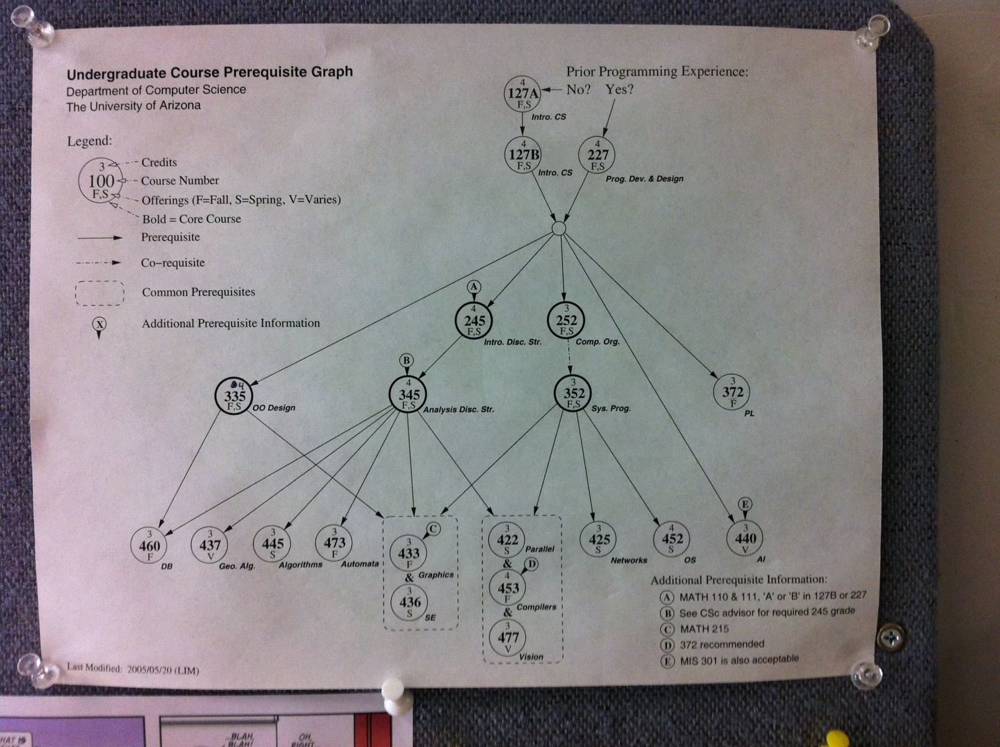 Undergraduate Course Prerequisite Graph
Department of Computer Science
The University of Arizona
Legend:
3
100
F,S
Credits
Course Number
Offerings (F=Fall, S=Spring, V=Varies)
Bold = Core Course
Prerequisite
Co-requisite
Common Prerequisites
X
Additional Prerequisite Information
Prior Programming Experience:
No? Yes?
4
127A
F,S
Intro. CS
4
127B
F,S
Intro. CS
4
227
F,S
Prog. Dev. & Design
A
4
245
F,S
Intro. Disc. Str.
3
252
F,S
Comp. Org.
4
335
F,S
OO Design
B
4
345
F,S
Analysis Disc. Str.
3
352
F,S
Sys. Prog.
3
372
F
PL
3
460
F
DB
3
437
V
Geo. Alg.
3
445
S
Algorithms
3
473
F
Automata
C
3
433
F
Graphics
&
3
436
S
SE
3
422
S
Parallel
&
D
4
453
F
Compilers
&
3
477
V
Vision
3
425
S
Networks
4
452
S
OS
E
3
440
V
AI
Additional Prerequisite Information:
A MATH 110 & 111, 'A' or 'B' in 127B or 227
B See CSc advisor for required 245 grade
C MATH 215
D 372 recommended
E MIS 301 is also acceptable
Last Modified: 2005/05/20 (LIM)
HAT IS
BLAH,
BLAH!
OH,
RIGHT